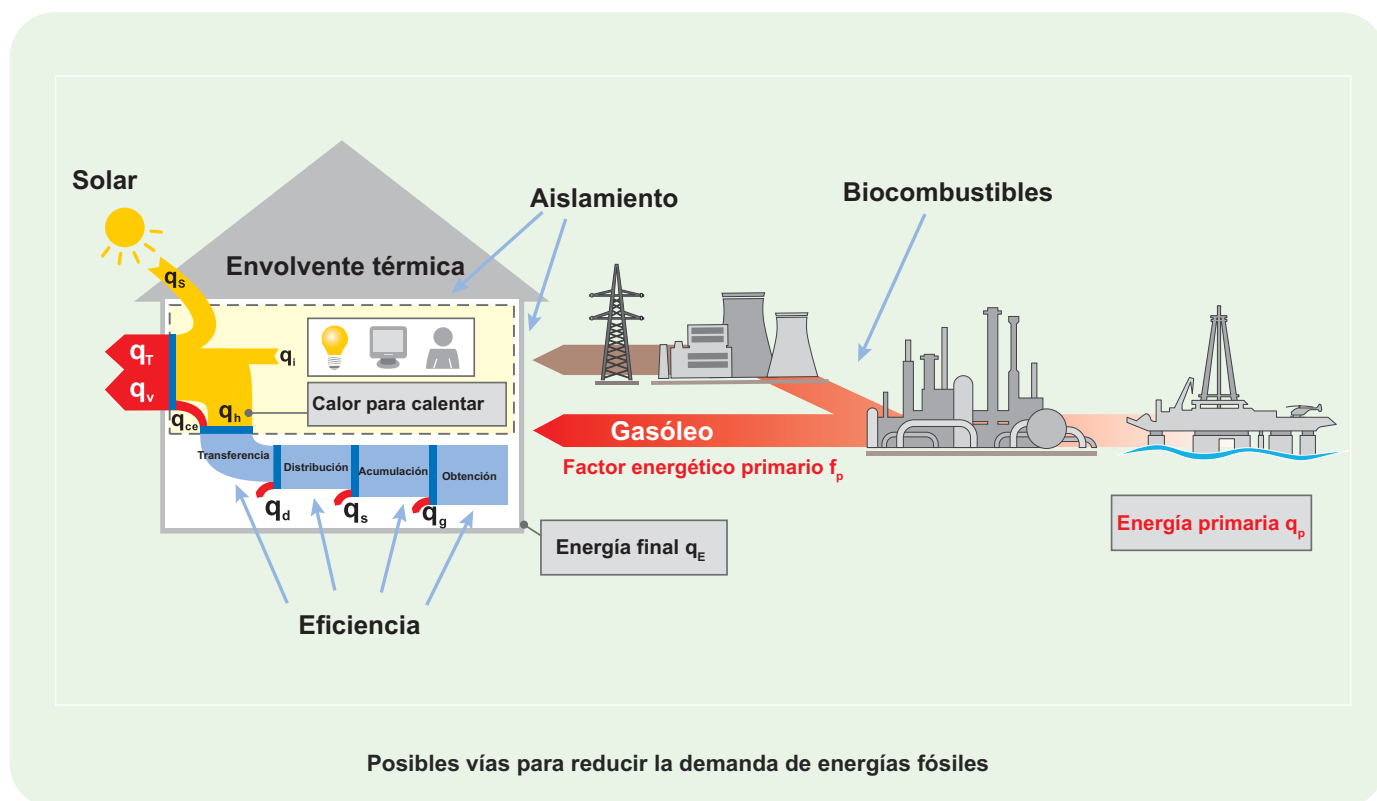 Solar
Aislamiento
Biocombustibles
Envolvente térmica
qs
qT
qi
qv
Calor para calentar
qh
qce
Gasóleo
Transferencia
Distribución
Acumulación
Obtención
Factor energético primario fp
qd
qs
qg
Energía primaria qp
Energía final qE
Eficiencia
Posibles vías para reducir la demanda de energías fósiles